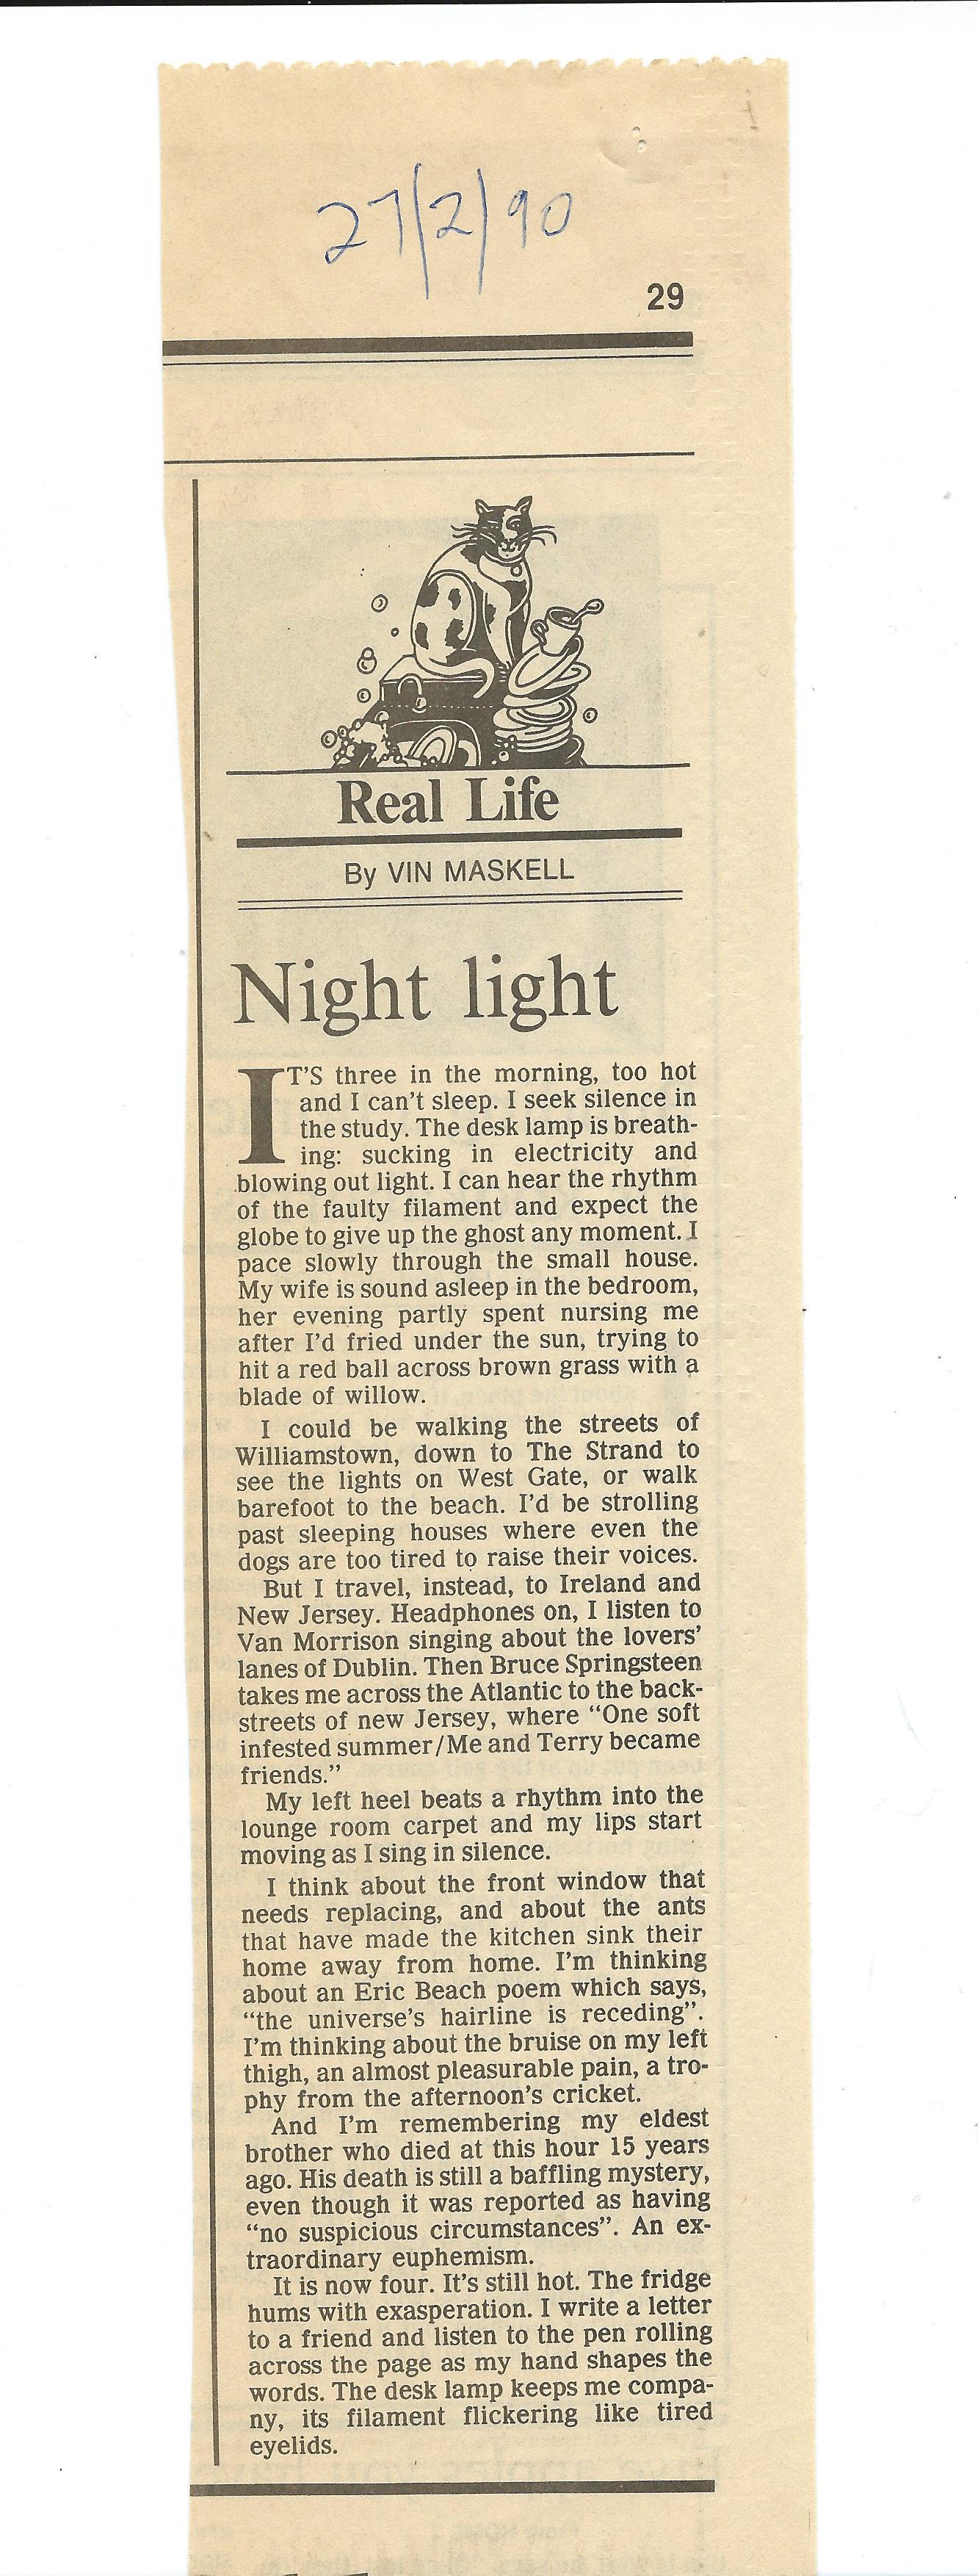 27/2/90
29
Real Life
By VIN MASKELL
Night light
IT'S three in the morning, too hot
and I can't sleep. I seek silence in
the study. The desk lamp is breath-
ing: sucking in electricity and
blowing out light. I can hear the rhythm
of the faulty filament and expect the
globe to give up the ghost any moment. I
pace slowly through the small house.
My wife is sound asleep in the bedroom,
her evening partly spent nursing me
after I'd fried under the sun, trying to
hit a red ball across brown grass with a
blade of willow.
I could be walking the streets of
Williamstown, down to The Strand to
see the lights on West Gate, or walk
barefoot to the beach. I'd be strolling
past sleeping houses where even the
dogs are too tired to raise their voices.
But I travel, instead, to Ireland and
New Jersey. Headphones on, I listen to
Van Morrison singing about the lovers'
lanes of Dublin. Then Bruce Springsteen
takes me across the Atlantic to the back-
streets of new Jersey, where “One soft
infested summer/Me and Terry became
friends.”
My left heel beats a rhythm into the
lounge room carpet and my lips start
moving as I sing in silence.
I think about the front window that
needs replacing, and about the ants
that have made the kitchen sink their
home away from home. I'm thinking
about an Eric Beach poem which says,
“the universe's hairline is receding”.
I'm thinking about the bruise on my left
thigh, an almost pleasurable pain, a tro-
phy from the afternoon's cricket.
And I'm remembering my eldest
brother who died at this hour 15 years
ago. His death is still a baffling mystery,
even though it was reported as having
“no suspicious circumstances”. An ex-
traordinary euphemism.
It is now four. It's still hot. The fridge
hums with exasperation. I write a letter
to a friend and listen to the pen rolling
across the page as my hand shapes the
words. The desk lamp keeps me compa-
ny, its filament flickering like tired
eyelids.